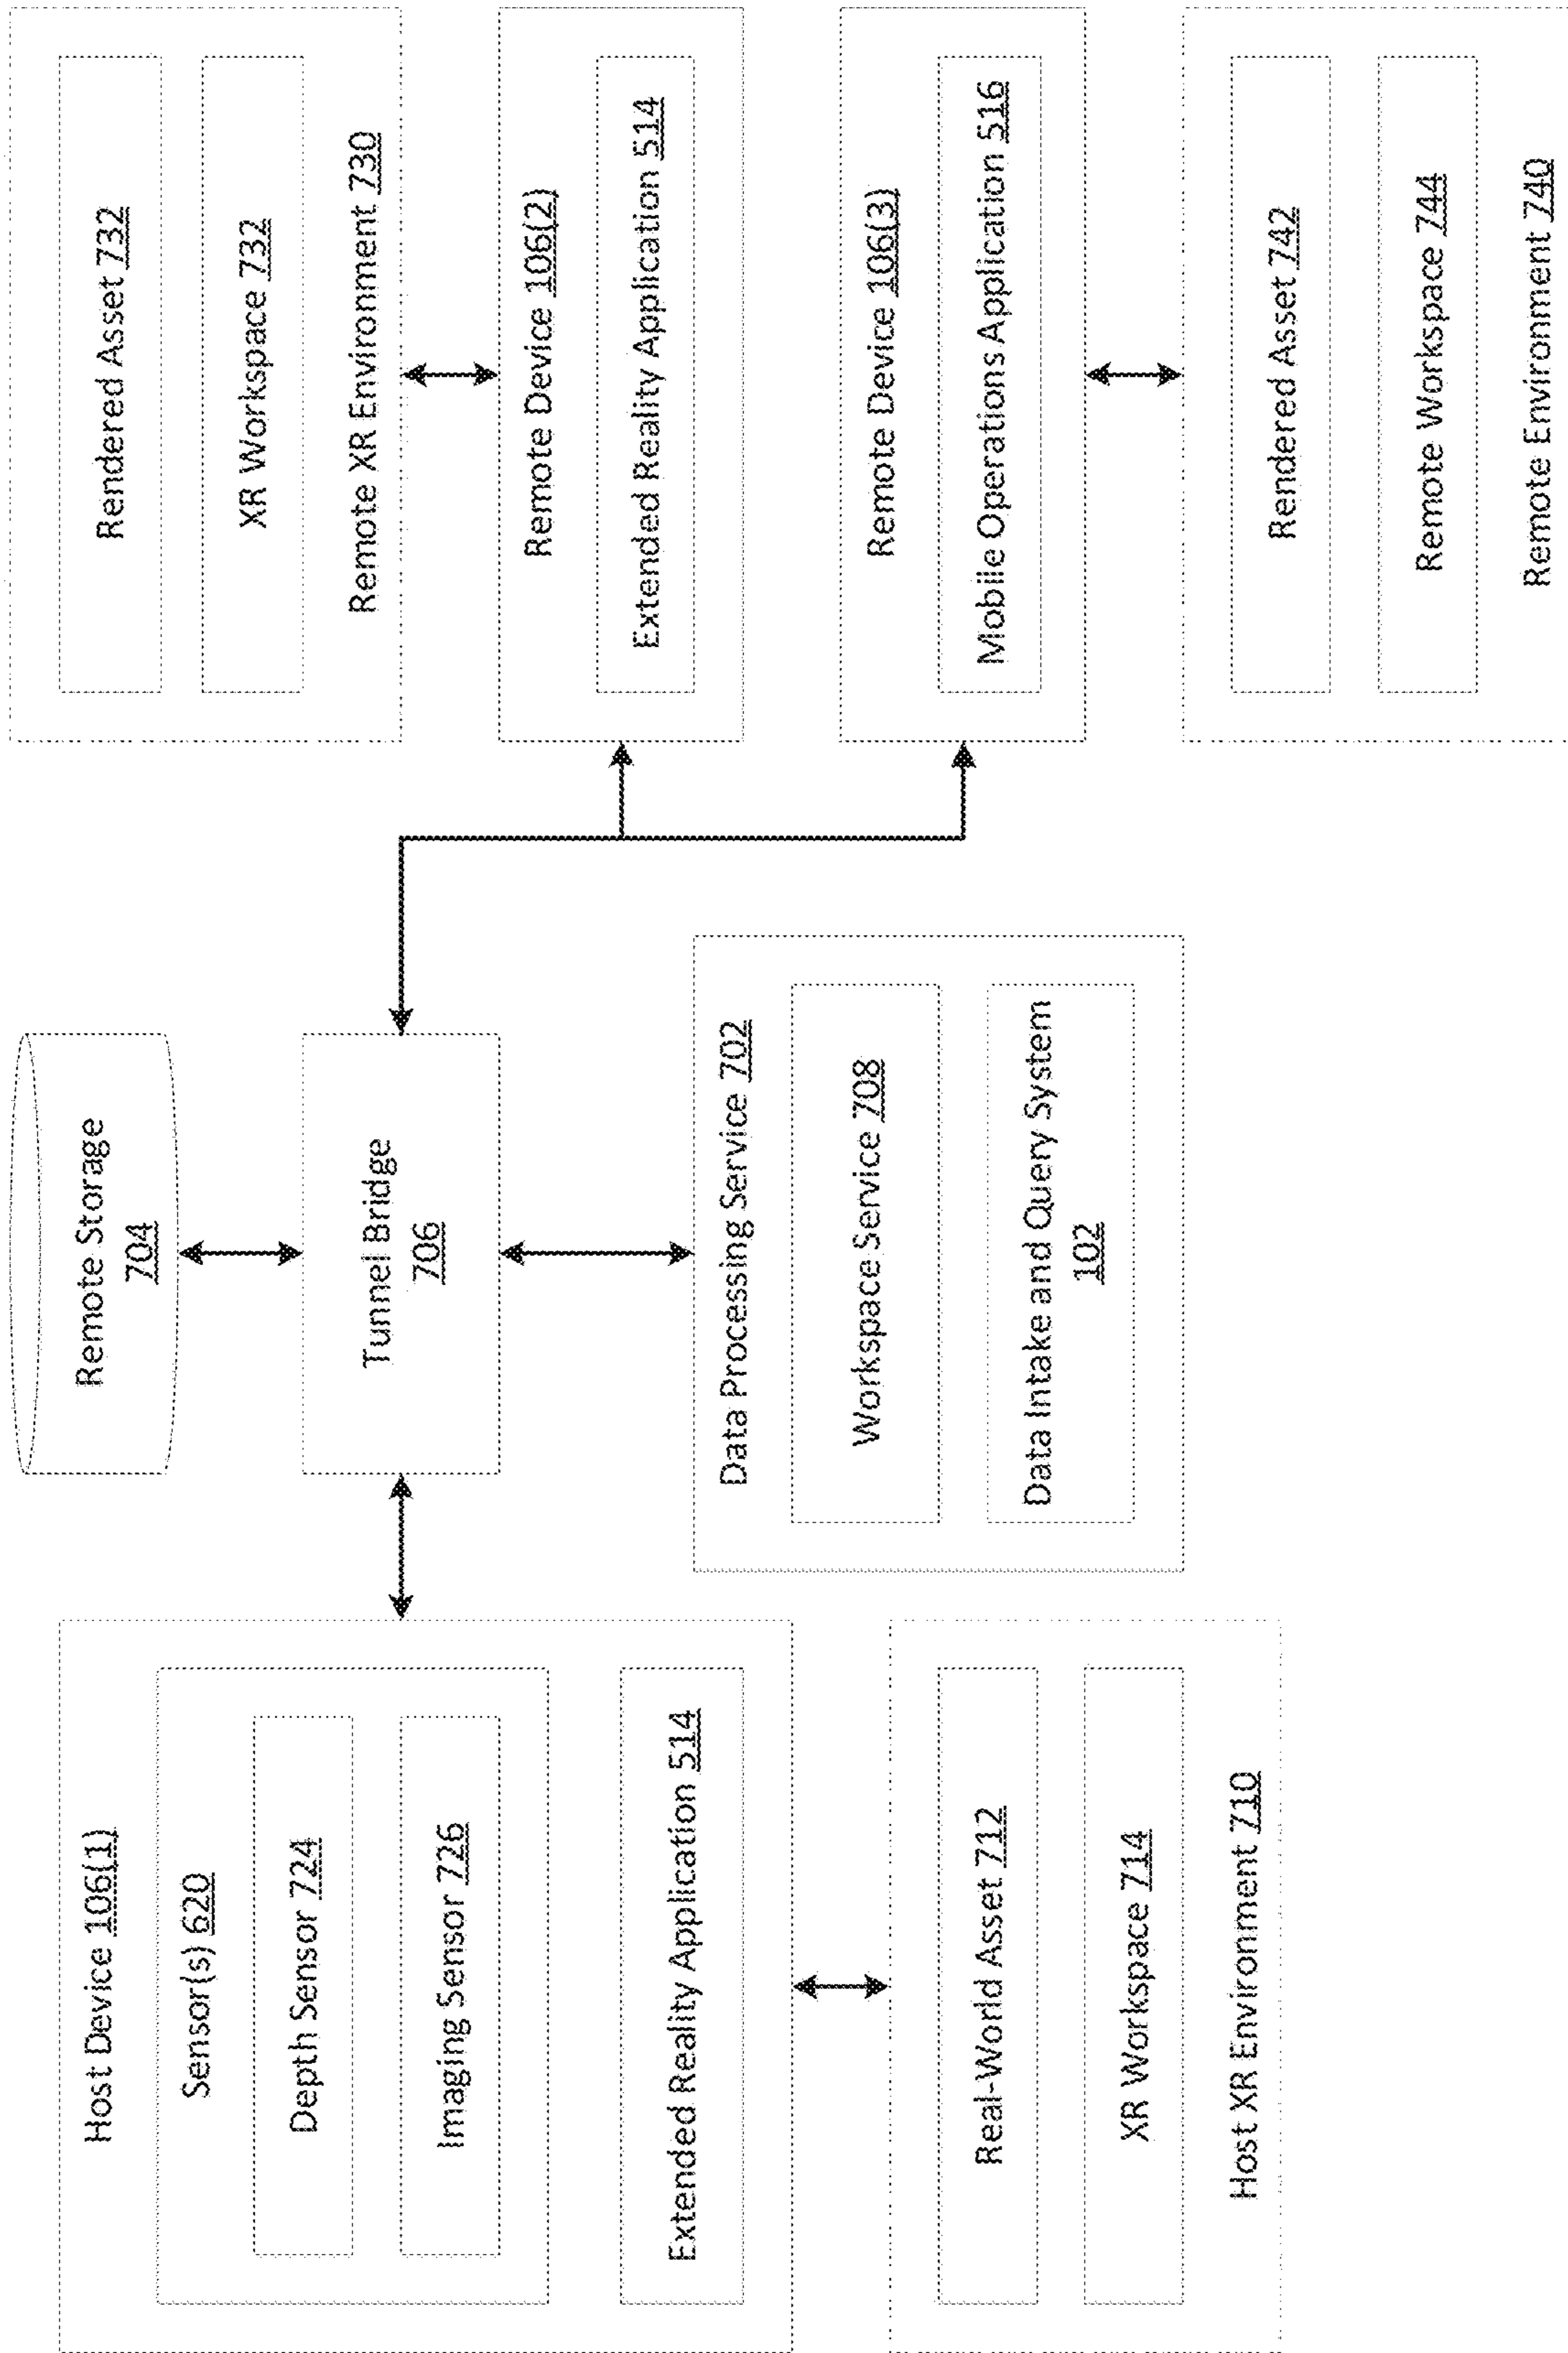 Host Device 106(1)
Sensor(s) 620
Depth Sensor 724
Imaging Sensor 726
Extended Reality Application 514
Real-World Asset 712
XR Workspace 714
Host XR Environment 710
Remote Storage
704
Tunnel Bridge
706
Data Processing Service 702
Workspace Service 708
Data Intake and Query System
102
Rendered Asset 732
XR Workspace 732
Remote XR Environment 730
Remote Device 106(2)
Extended Reality Application 514
Remote Device 106(3)
Mobile Operations Application 516
Rendered Asset 742
Remote Workspace 744
Remote Environment 740